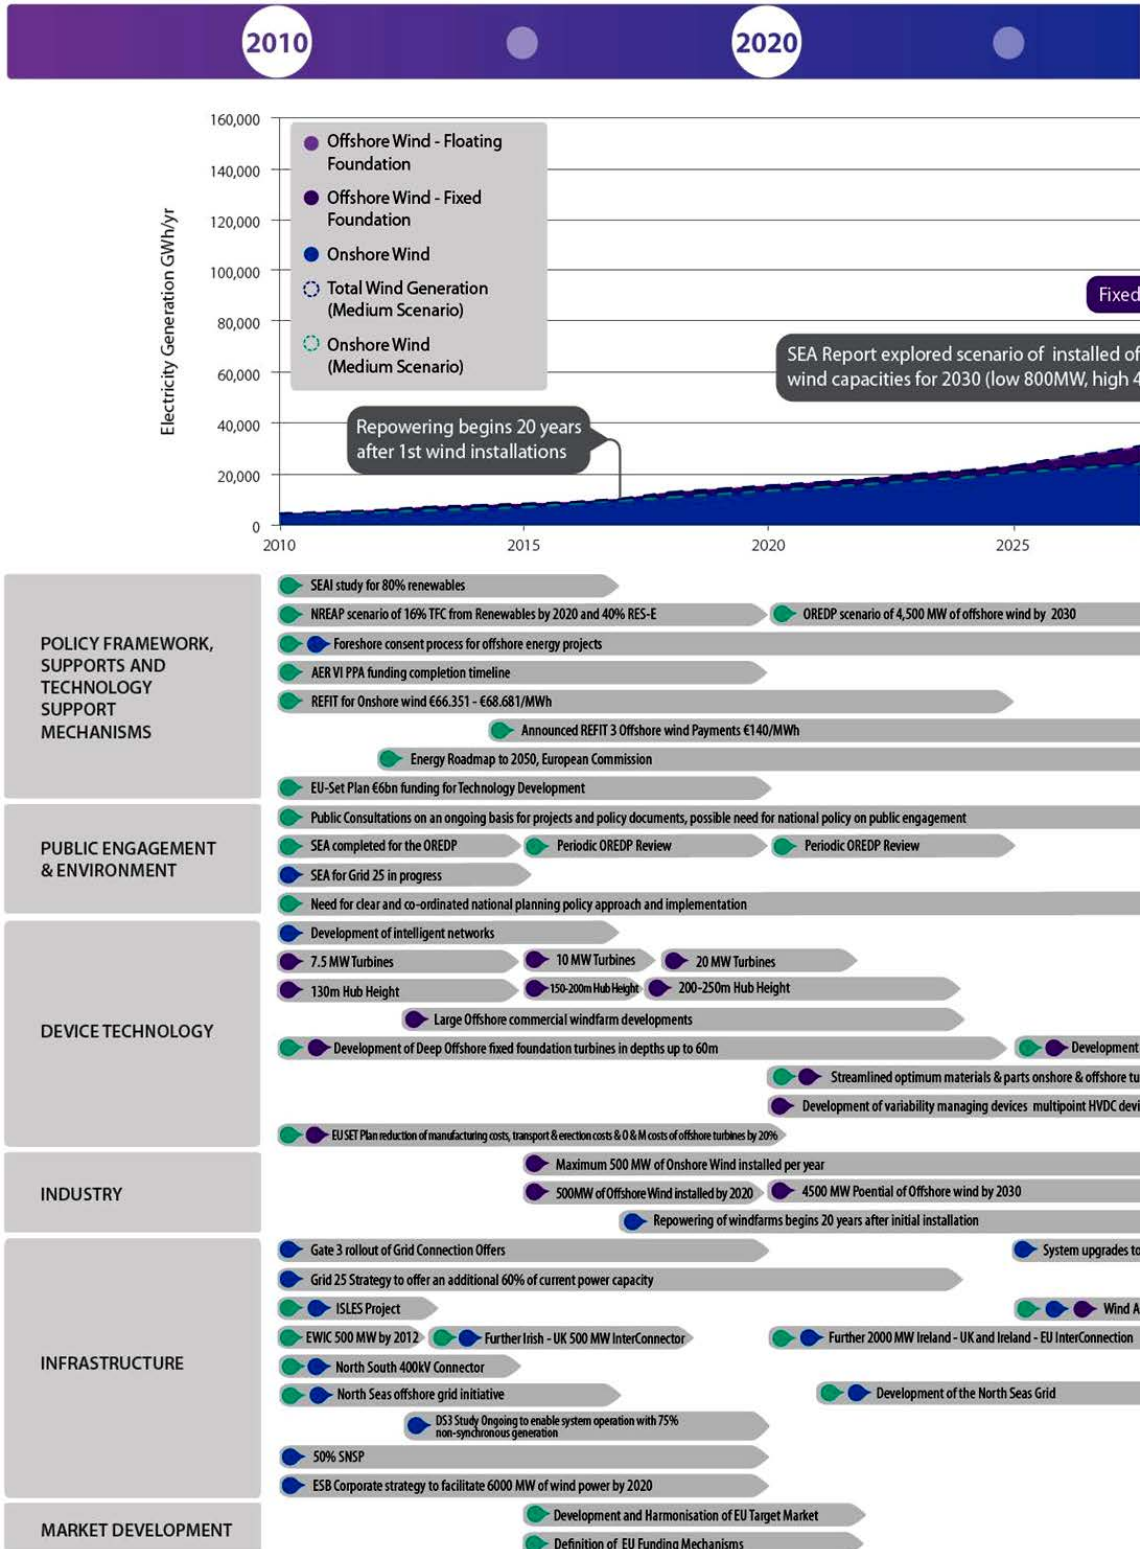 2010
2020
160,000
140,000
120,000
100,000
80,000
60,000
40,000
20,000
0
Electricity Generation GWh/yr
Offshore Wind - Floating
Foundation
Offshore Wind - Fixed
Foundation
Onshore Wind
Total Wind Generation
(Medium Scenario)
Onshore Wind
(Medium Scenario)
Fixed
SEA Report explored scenario of installed of
wind capacities for 2030 (low 800MW, high 4
Repowering begins 20 years
after 1st wind installations
2010
2015
2020
2025
POLICY FRAMEWORK,
SUPPORTS AND
TECHNOLOGY
SUPPORT
MECHANISMS
SEAI study for 80% renewables
NREAP scenario of 16% TFC from Renewables by 2020 and 40% RES-E
OREDP scenario of 4,500 MW of offshore wind by 2030
Foreshore consent process for offshore energy projects
AER VI PPA funding completion timeline
REFIT for Onshore wind €66.351 - €68.681/MWh
Announced REFIT 3 Offshore wind Payments €140/MWh
Energy Roadmap to 2050, European Commission
EU-Set Plan €6bn funding for Technology Development
PUBLIC ENGAGEMENT
& ENVIRONMENT
Public Consultations on an ongoing basis for projects and policy documents, possible need for national policy on public engagement
SEA completed for the OREDP
Periodic OREDP Review
Periodic OREDP Review
SEA for Grid 25 in progress
Need for clear and co-ordinated national planning policy approach and implementation
DEVICE TECHNOLOGY
Development of intelligent networks
7.5 MW Turbines
10 MW Turbines
20 MW Turbines
130m Hub Height
150-200m Hub Height
200-250m Hub Height
Large Offshore commercial windfarm developments
Development of Deep Offshore fixed foundation turbines in depths up to 60m
Development
Streamlined optimum materials & parts onshore & offshore tu
Development of variability managing devices multipoint HVDC devi
EU SET Plan reduction of manufacturing costs, transport & erection costs & O & M costs of offshore turbines by 20%
INDUSTRY
Maximum 500 MW of Onshore Wind installed per year
500MW of Offshore Wind installed by 2020
4500 MW Poential of Offshore wind by 2030
Repowering of windfarms begins 20 years after initial installation
INFRASTRUCTURE
Gate 3 rollout of Grid Connection Offers
System upgrades to
Grid 25 Strategy to offer an additional 60% of current power capacity
ISLES Project
Wind A
EWIC 500 MW by 2012
Further Irish - UK 500 MW InterConnector
Further 2000 MW Ireland - UK and Ireland - EU InterConnection
North South 400kV Connector
North Seas offshore grid initiative
Development of the North Seas Grid
DS3 Study Ongoing to enable system operation with 75%
non-synchronous generation
50% SNSP
ESB Corporate strategy to facilitate 6000 MW of wind power by 2020
MARKET DEVELOPMENT
Development and Harmonisation of EU Target Market
Definition of EU Funding Mechanisms